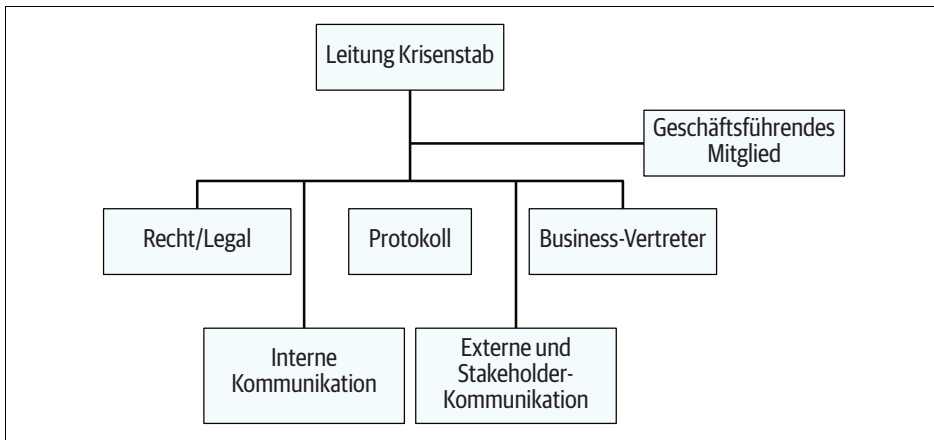 Leitung Krisenstab
Geschäftsführendes
Mitglied
Recht/Legal
Protokoll
Business-Vertreter
Interne
Kommunikation
Externe und
Stakeholder-
Kommunikation